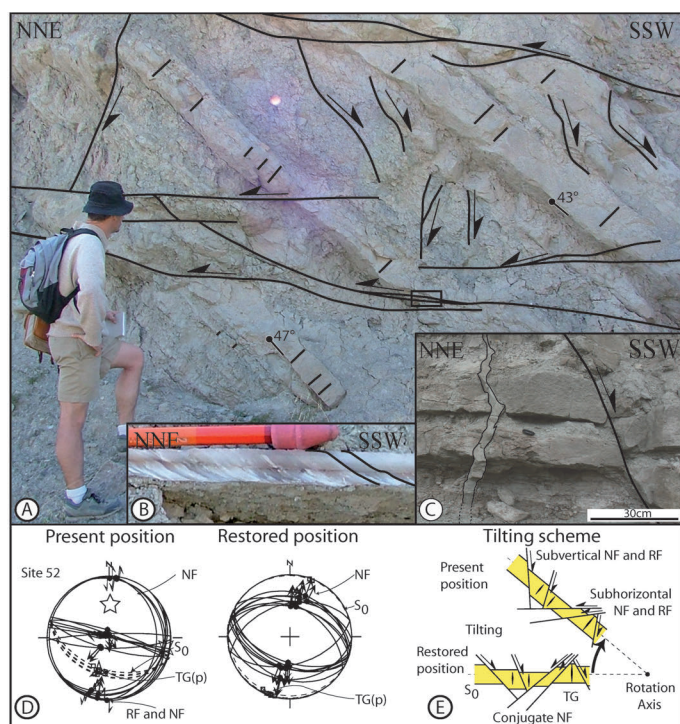 NNE
SSW
43°
47°
NNE
SSW
NNE
SSW
A
B
C
30cm
Present position
Restored position
Tilting scheme
Site 52
N
NF
S0
TG(p)
RF and NF
D
N
NF
S0
TG(p)
Subvertical NF and RF
Present
position
Subhorizontal
NF and RF
Tilting
Restored
position
S0
TG
Conjugate NF
Rotation
Axis
E